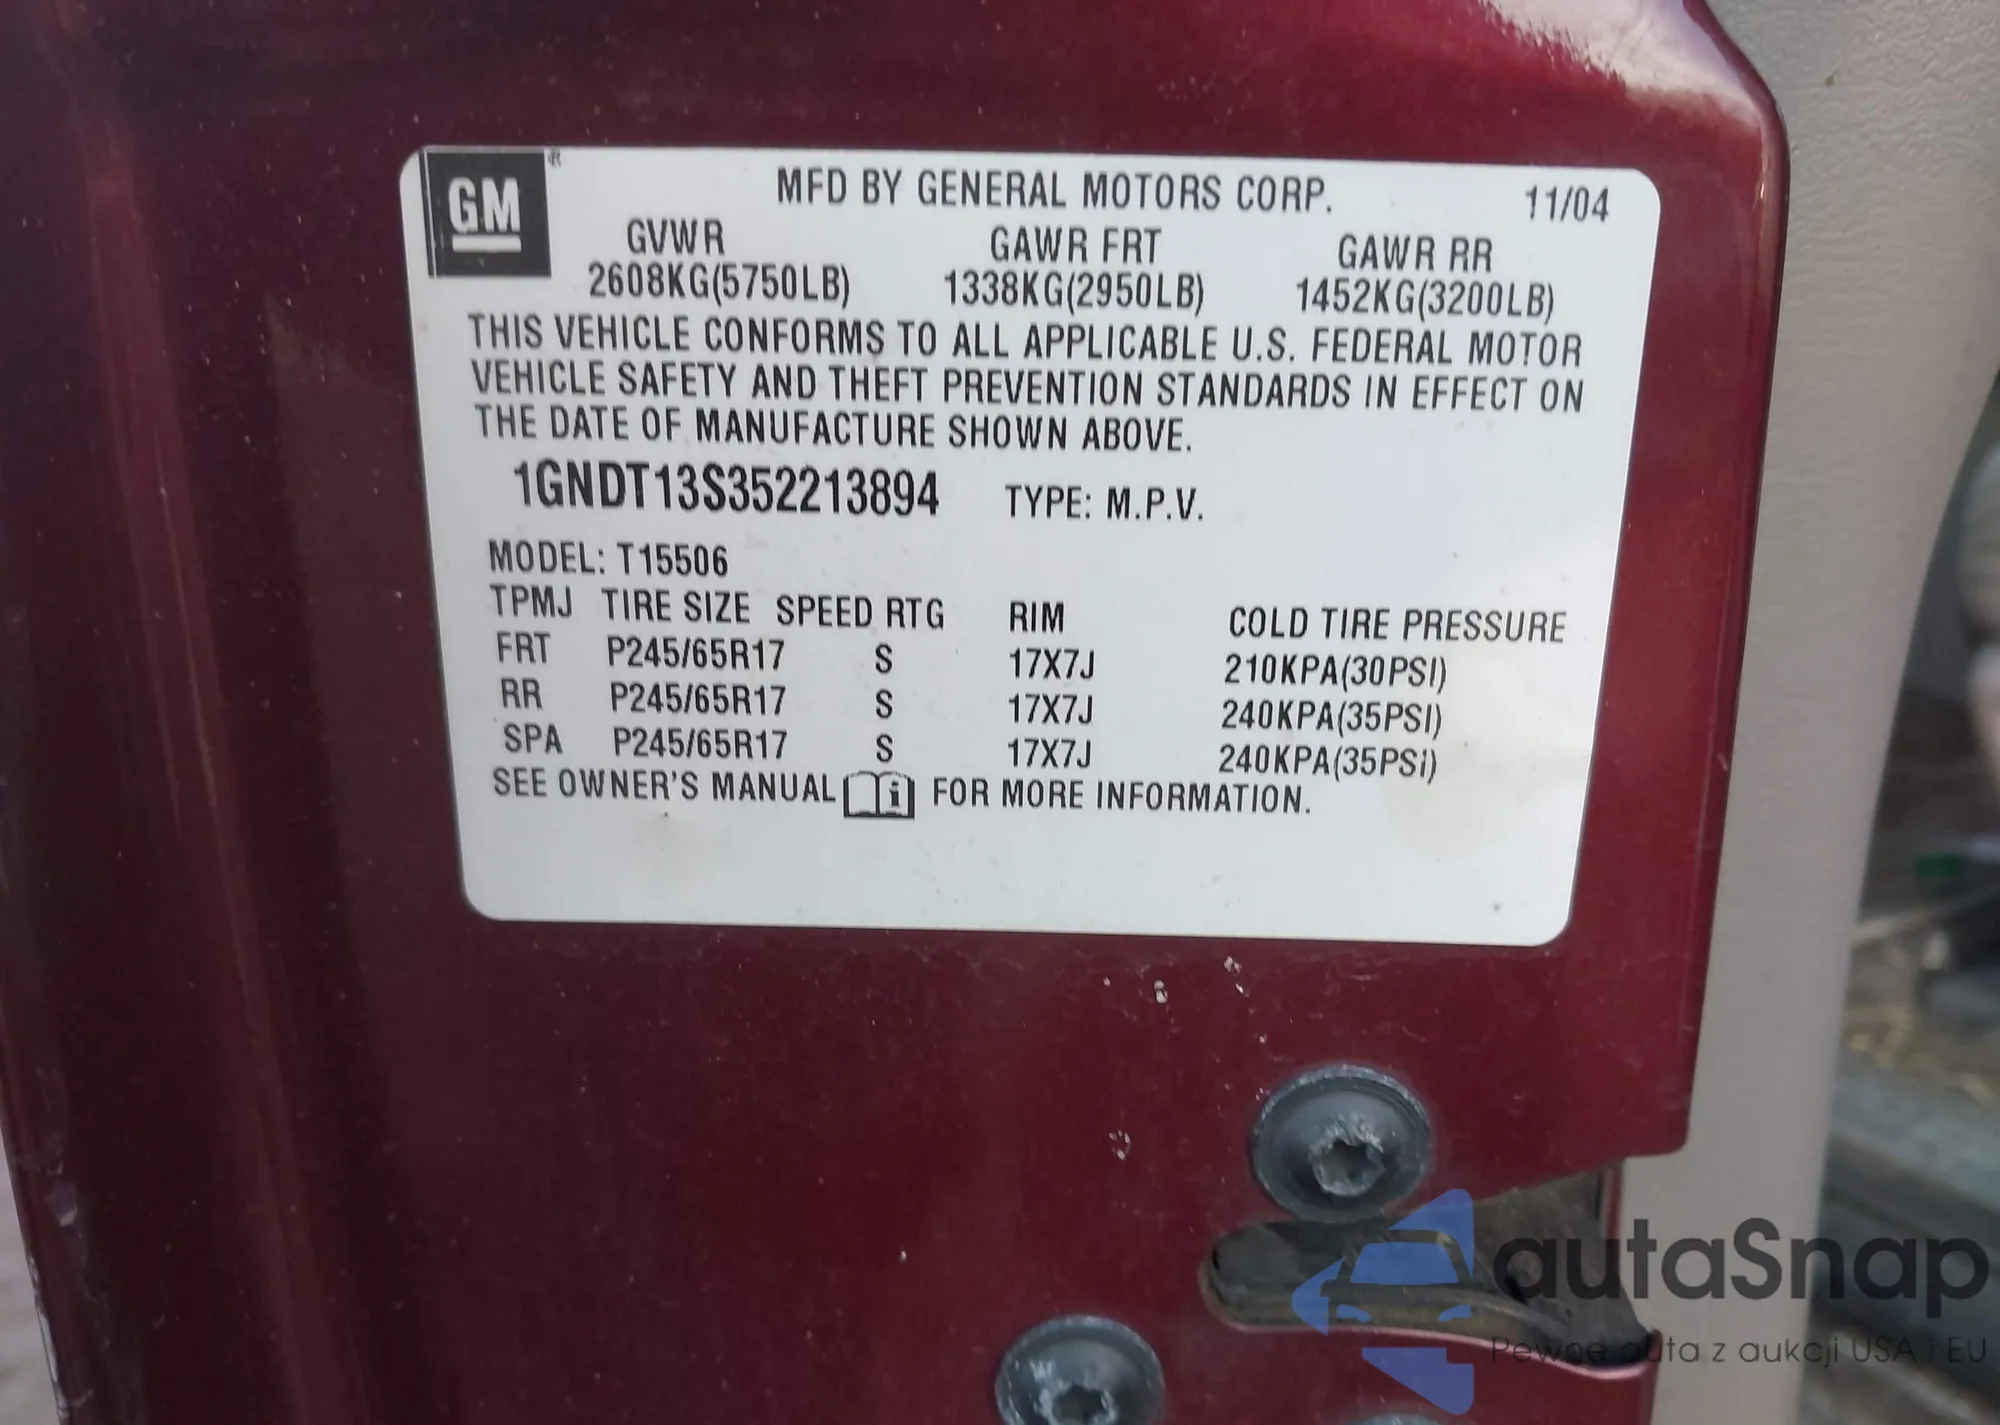 GM ®
MFD BY GENERAL MOTORS CORP. 11/04
GVWR GAWR FRT GAWR RR
2608KG(5750LB) 1338KG(2950LB) 1452KG(3200LB)
THIS VEHICLE CONFORMS TO ALL APPLICABLE U.S. FEDERAL MOTOR
VEHICLE SAFETY AND THEFT PREVENTION STANDARDS IN EFFECT ON
THE DATE OF MANUFACTURE SHOWN ABOVE.
1GNDT13S352213894 TYPE: M.P.V.
MODEL: T15506
TPMJ TIRE SIZE SPEED RTG RIM COLD TIRE PRESSURE
FRT P245/65R17 S 17X7J 210KPA(30PSI)
RR P245/65R17 S 17X7J 240KPA(35PSI)
SPA P245/65R17 S 17X7J 240KPA(35PSi)
SEE OWNER'S MANUAL i FOR MORE INFORMATION.
autaSnap
Pewne auta z aukcji USA i EU